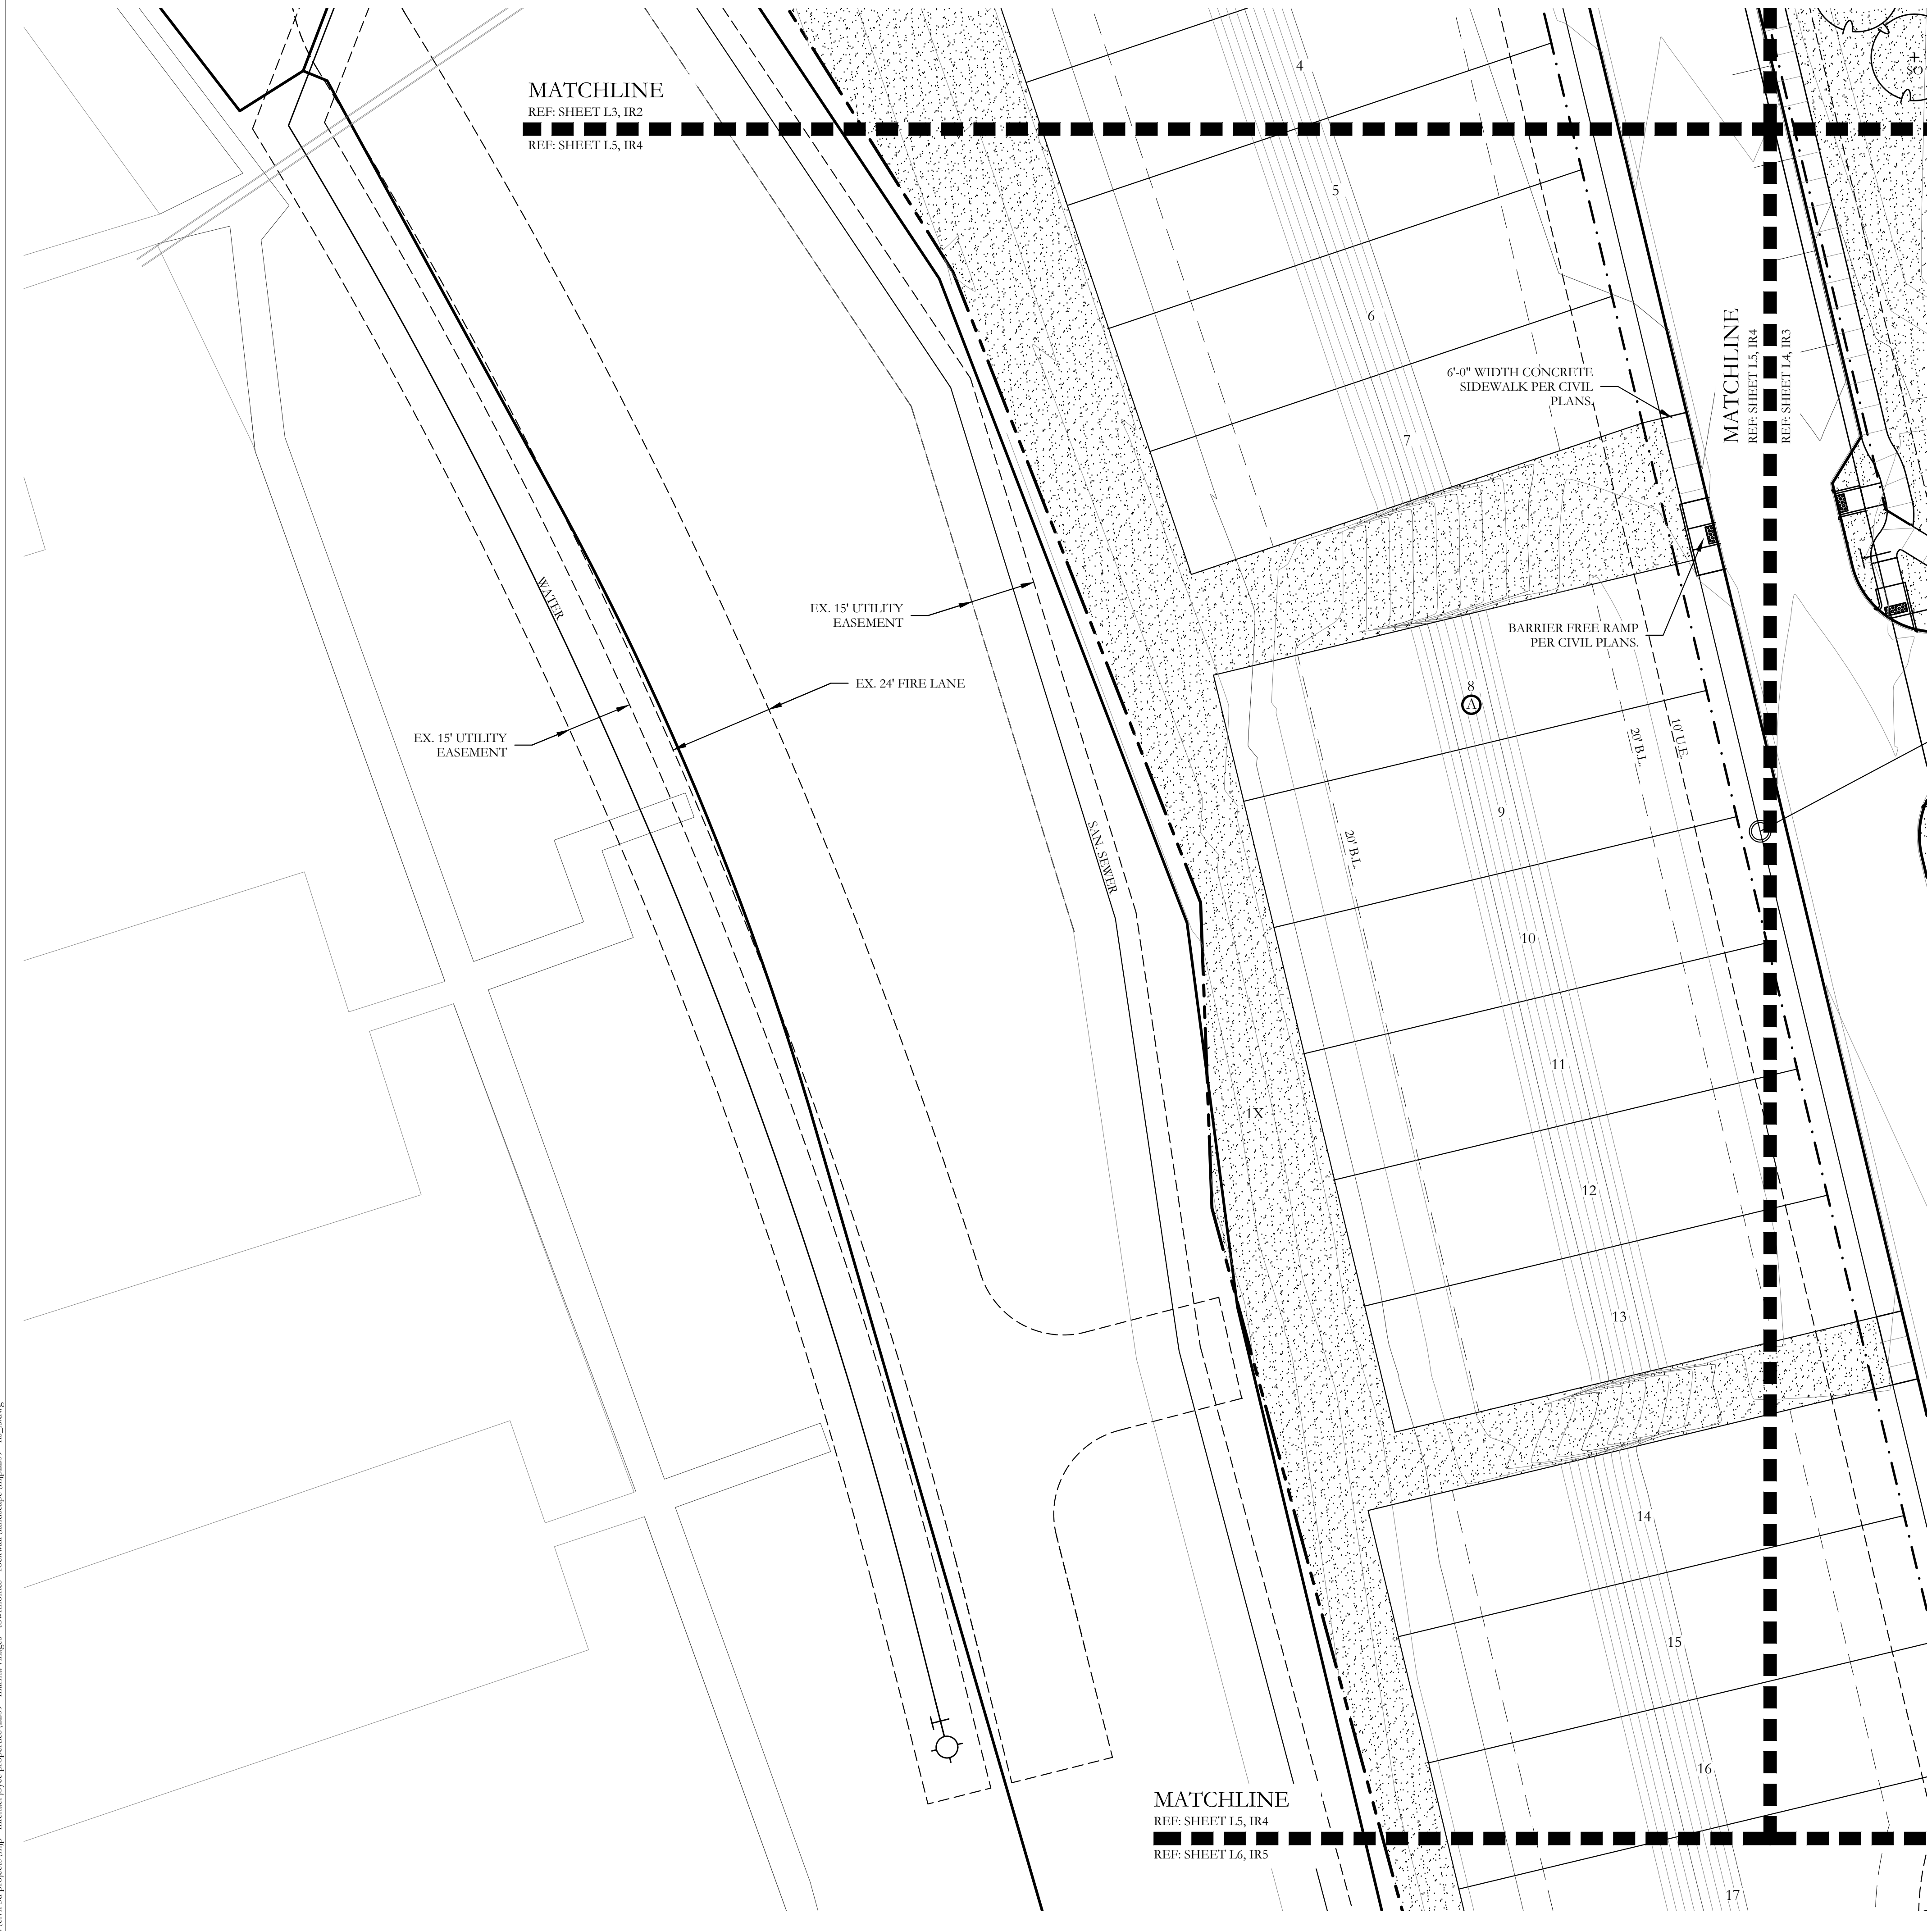 4
SO
MATCHLINE
REF: SHEET L3, IR2
REF: SHEET L5, IR4
5
6
MATCHLINE
REF: SHEET L5, IR4
REF: SHEET L4, IR3
6'-0" WIDTH CONCRETE
SIDEWALK PER CIVIL
PLANS.
7
WATER
EX. 15' UTILITY
EASEMENT
BARRIER FREE RAMP
PER CIVIL PLANS.
EX. 24' FIRE LANE
8
A
EX. 15' UTILITY
EASEMENT
20' B.L.
10' U.E.
9
20' B.L.
SAN. SEWER
10
11
1X
12
13
14
15
16
MATCHLINE
REF: SHEET L5, IR4
REF: SHEET L6, IR5
17